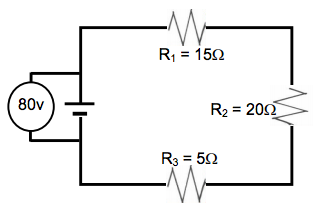 R₁ = 15Ω
80v
R₂ = 20Ω
R₃ = 5Ω